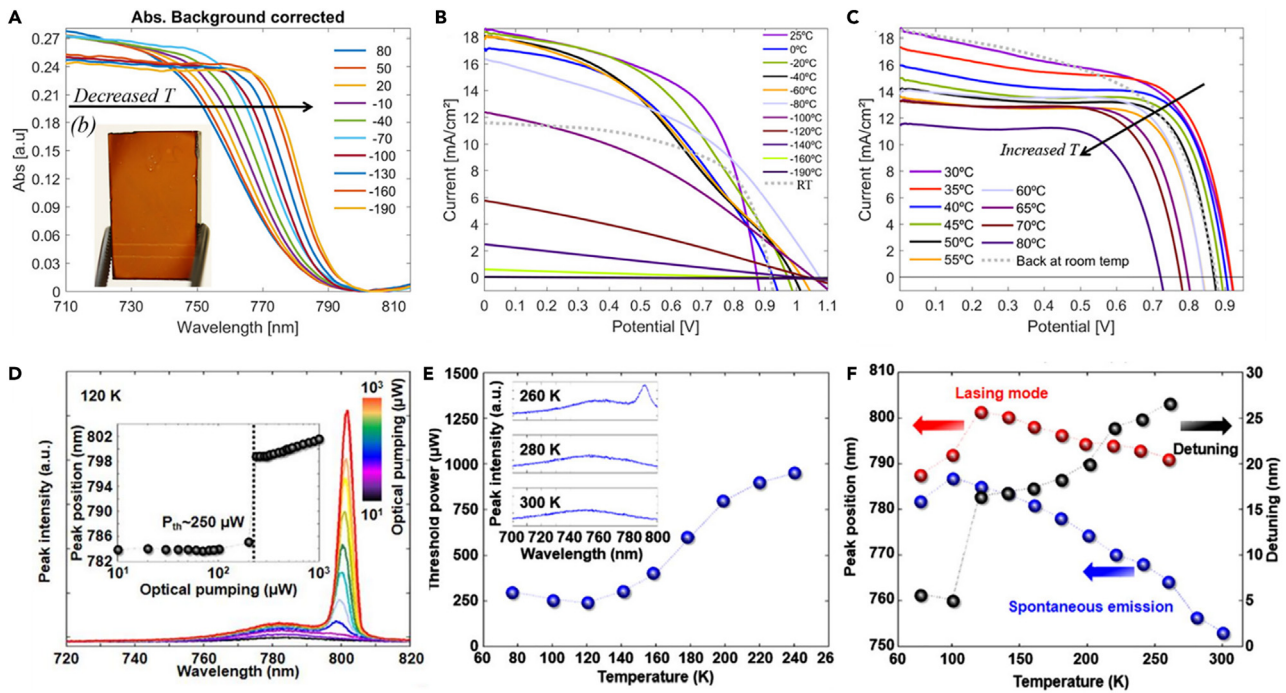 A
Abs. Background corrected
0.27
0.24
0.21
0.18
0.15
0.12
0.09
0.06
0.03
0
Abs [a.u]
Decreased T
(b)
80
50
20
-10
-40
-70
-100
-130
-160
-190
710
730
750
770
790
810
Wavelength [nm]
B
18
16
14
12
10
8
6
4
2
0
Current [mA/cm²]
25ºC
0ºC
-20ºC
-40ºC
-60ºC
-80ºC
-100ºC
-120ºC
-140ºC
-160ºC
-190ºC
RT
0
0.1
0.2
0.3
0.4
0.5
0.6
0.7
0.8
0.9
1
1.1
Potential [V]
C
18
16
14
12
10
8
6
4
2
0
Current [mA/cm²]
Increased T
30ºC
35ºC
40ºC
45ºC
50ºC
55ºC
60ºC
65ºC
70ºC
80ºC
Back at room temp
0
0.1
0.2
0.3
0.4
0.5
0.6
0.7
0.8
0.9
Potential [V]
D
120 K
Peak intensity (a.u.)
Peak position (nm)
802
798
794
790
786
782
Pth~250 µW
10¹
10²
10³
Optical pumping (µW)
10³
10¹
Optical pumping (µW)
720
740
760
780
800
820
Wavelength (nm)
E
1500
1250
1000
750
500
250
0
Threshold power (µW)
Peak intensity (a.u.)
260 K
280 K
300 K
700
720
740
760
780
800
Wavelength (nm)
60
80
100
120
140
160
180
200
220
240
26
Temperature (K)
F
810
800
790
780
770
760
750
Peak position (nm)
Lasing mode
Detuning
Spontaneous emission
30
25
20
15
10
5
0
Detuning (nm)
60
100
150
200
250
300
Temperature (K)